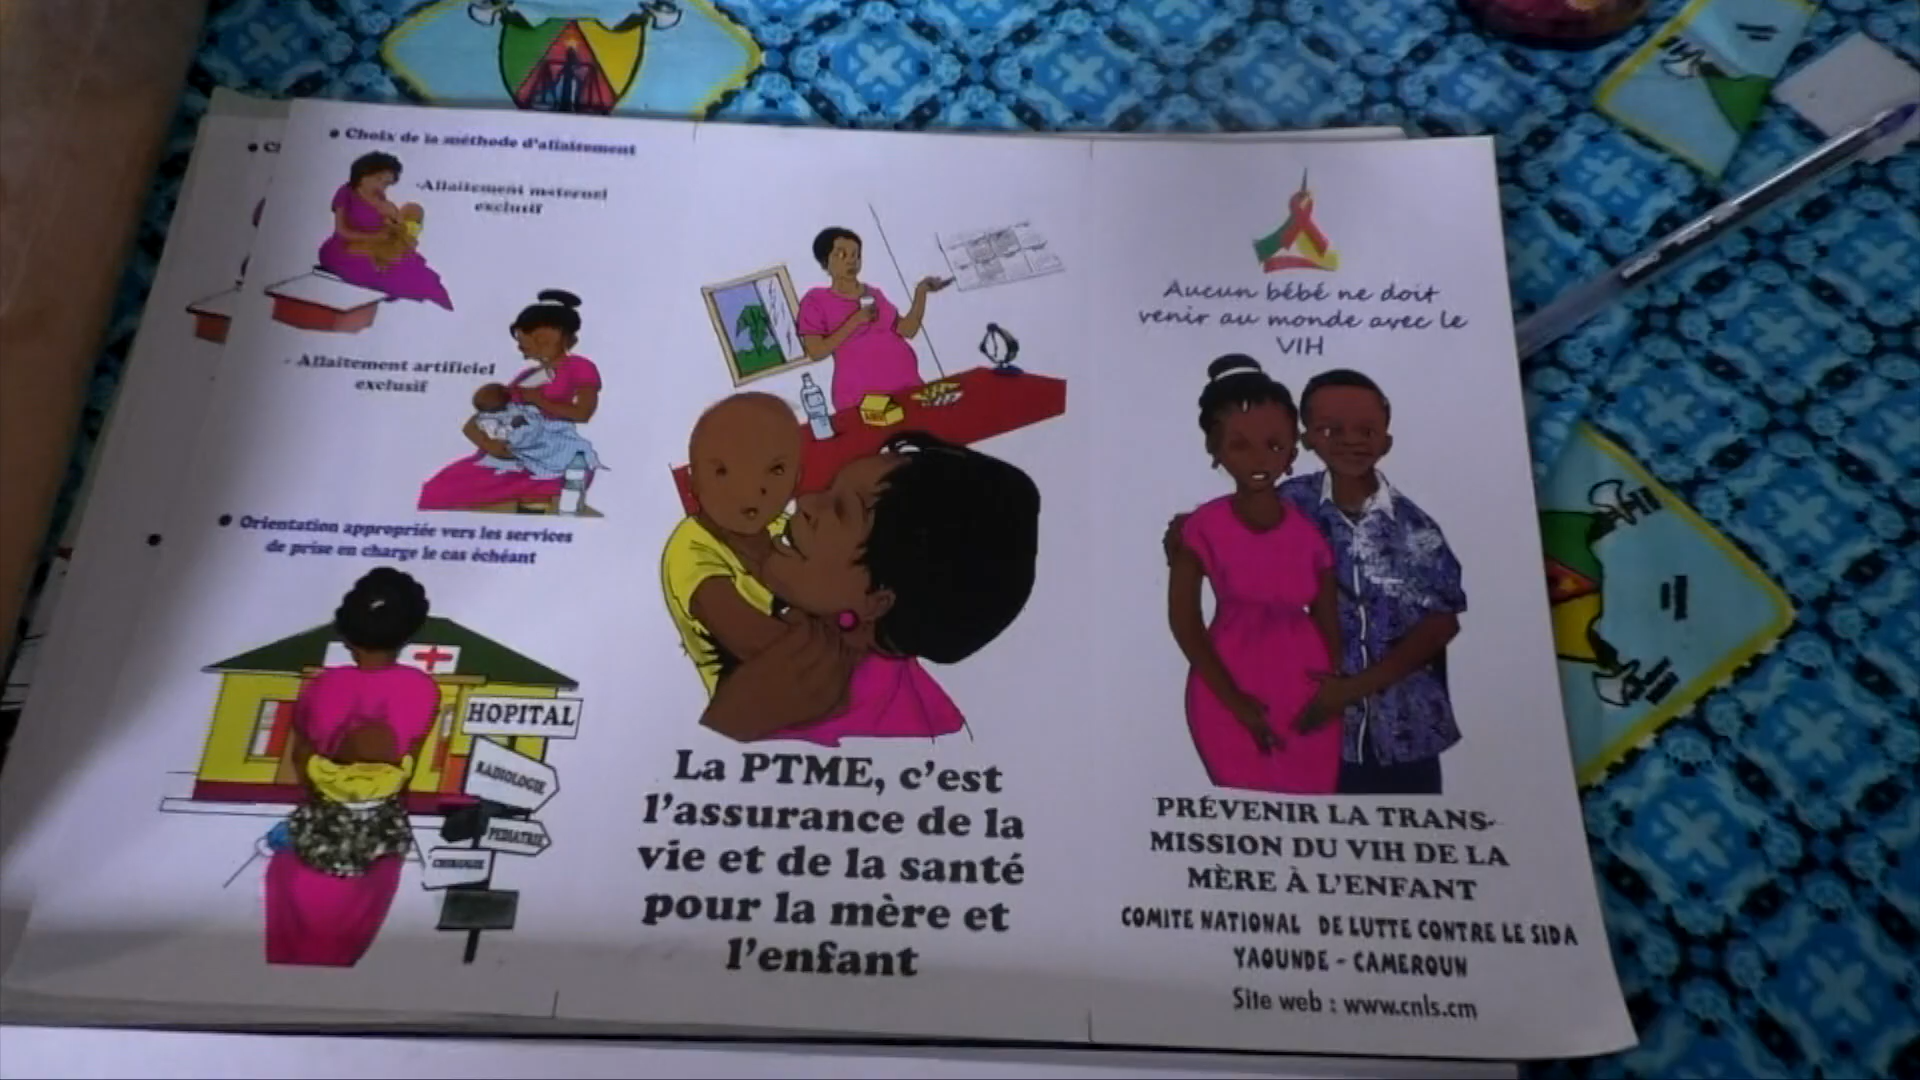 • Choix de la méthode d'allaitement
-Allaitement maternel
exclusif
- Allaitement artificiel
exclusif
• Orientation appropriée vers les services
de prise en charge le cas échéant
HOPITAL
RADIOLOGIE
PEDIATRIE
CHIRURGIE
La PTME, c'est
l'assurance de la
vie et de la santé
pour la mère et
l'enfant
Aucun bébé ne doit
venir au monde avec le
VIH
PRÉVENIR LA TRANS-
MISSION DU VIH DE LA
MÈRE À L'ENFANT
COMITE NATIONAL DE LUTTE CONTRE LE SIDA
YAOUNDE - CAMEROUN
Site web : www.cnls.cm